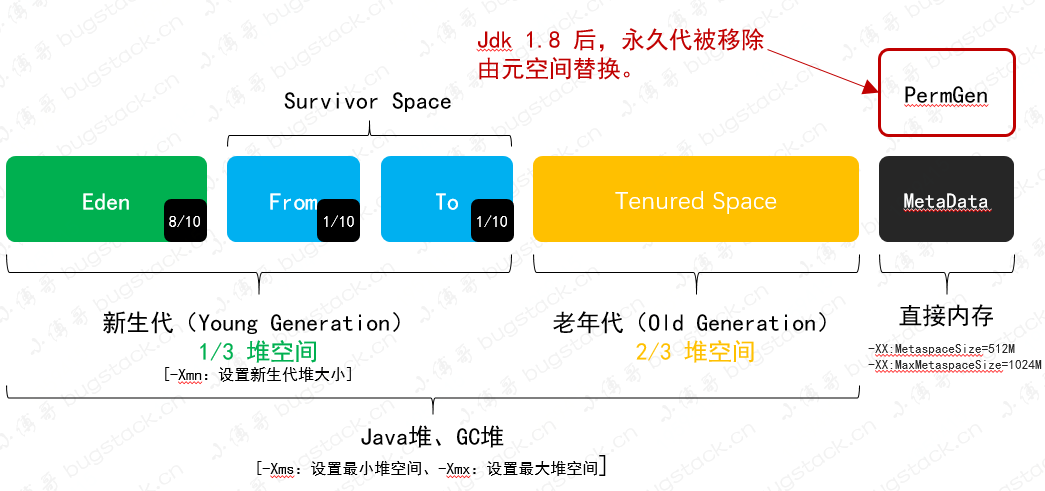 Jdk 1.8 后，永久代被移除
由元空间替换。
PermGen
Survivor Space
Eden
8/10
From
1/10
To
1/10
Tenured Space
MetaData
新生代（Young Generation）
1/3 堆空间
[-Xmn：设置新生代堆大小]
老年代（Old Generation）
2/3 堆空间
直接内存
-XX:MetaspaceSize=512M
-XX:MaxMetaspaceSize=1024M
Java堆、GC堆
[-Xms：设置最小堆空间、-Xmx：设置最大堆空间]
小傅哥 bugstack.cn